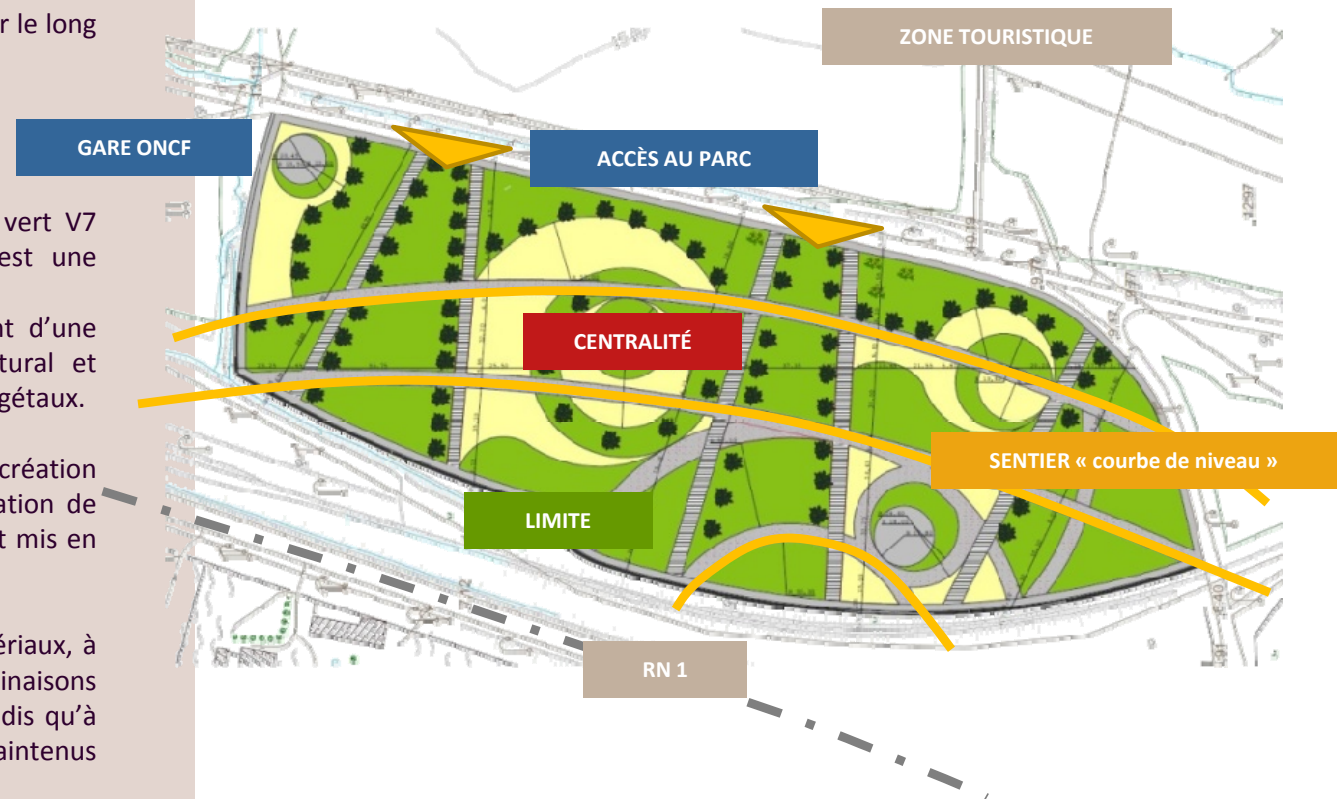 r le long
vert V7
est une
t d'une
tural et
gétaux.
création
ation de
t mis en
ériaux, à
inaisons
dis qu'à
aintenus
ZONE TOURISTIQUE
GARE ONCF
ACCÈS AU PARC
CENTRALITÉ
SENTIER « courbe de niveau »
LIMITE
RN 1